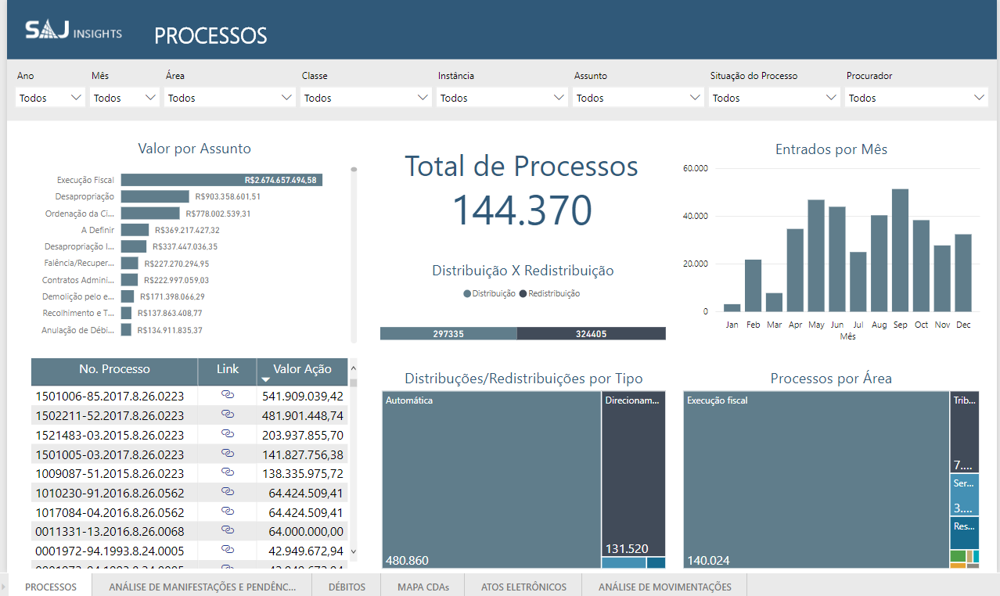 SAJ INSIGHTS
PROCESSOS
Ano Mês Área Classe Instância Assunto Situação do Processo Procurador
Todos Todos Todos Todos Todos Todos Todos Todos
Valor por Assunto
Execução Fiscal R$2.674.657.494,58
Desapropriação R$903.358.601,51
Ordenação da Ci... R$778.002.539,31
A Definir R$369.217.427,32
Desapropriação I... R$337.447.036,35
Falência/Recuper... R$227.270.294,95
Contratos Admini... R$222.997.059,03
Demolição pelo e... R$171.398.066,29
Recolhimento e T... R$137.863.408,77
Anulação de Débi... R$134.911.835,37
Total de Processos
144.370
Distribuição X Redistribuição
Distribuição Redistribuição
297335 324405
Entrados por Mês
60.000
40.000
20.000
0
Jan Feb Mar Apr May Jun Jul Aug Sep Oct Nov Dec
Mês
No. Processo Link Valor Ação
1501006-85.2017.8.26.0223 541.909.039,42
1502211-52.2017.8.26.0223 481.901.448,74
1521483-03.2015.8.26.0223 203.937.855,70
1501005-03.2017.8.26.0223 141.827.756,38
1009087-51.2015.8.26.0223 138.335.975,72
1010230-91.2016.8.26.0562 64.424.509,41
1017084-04.2016.8.26.0562 64.424.509,41
0011331-13.2016.8.26.0068 64.000.000,00
0001972-94.1993.8.24.0005 42.949.672,94
Distribuções/Redistribuições por Tipo
Automática
480.860
Direcionam...
131.520
Processos por Área
Execução fiscal
140.024
Trib...
7....
Ser...
3....
Res...
PROCESSOS
ANÁLISE DE MANIFESTAÇÕES E PENDÊNC...
DÉBITOS
MAPA CDAs
ATOS ELETRÔNICOS
ANÁLISE DE MOVIMENTAÇÕES